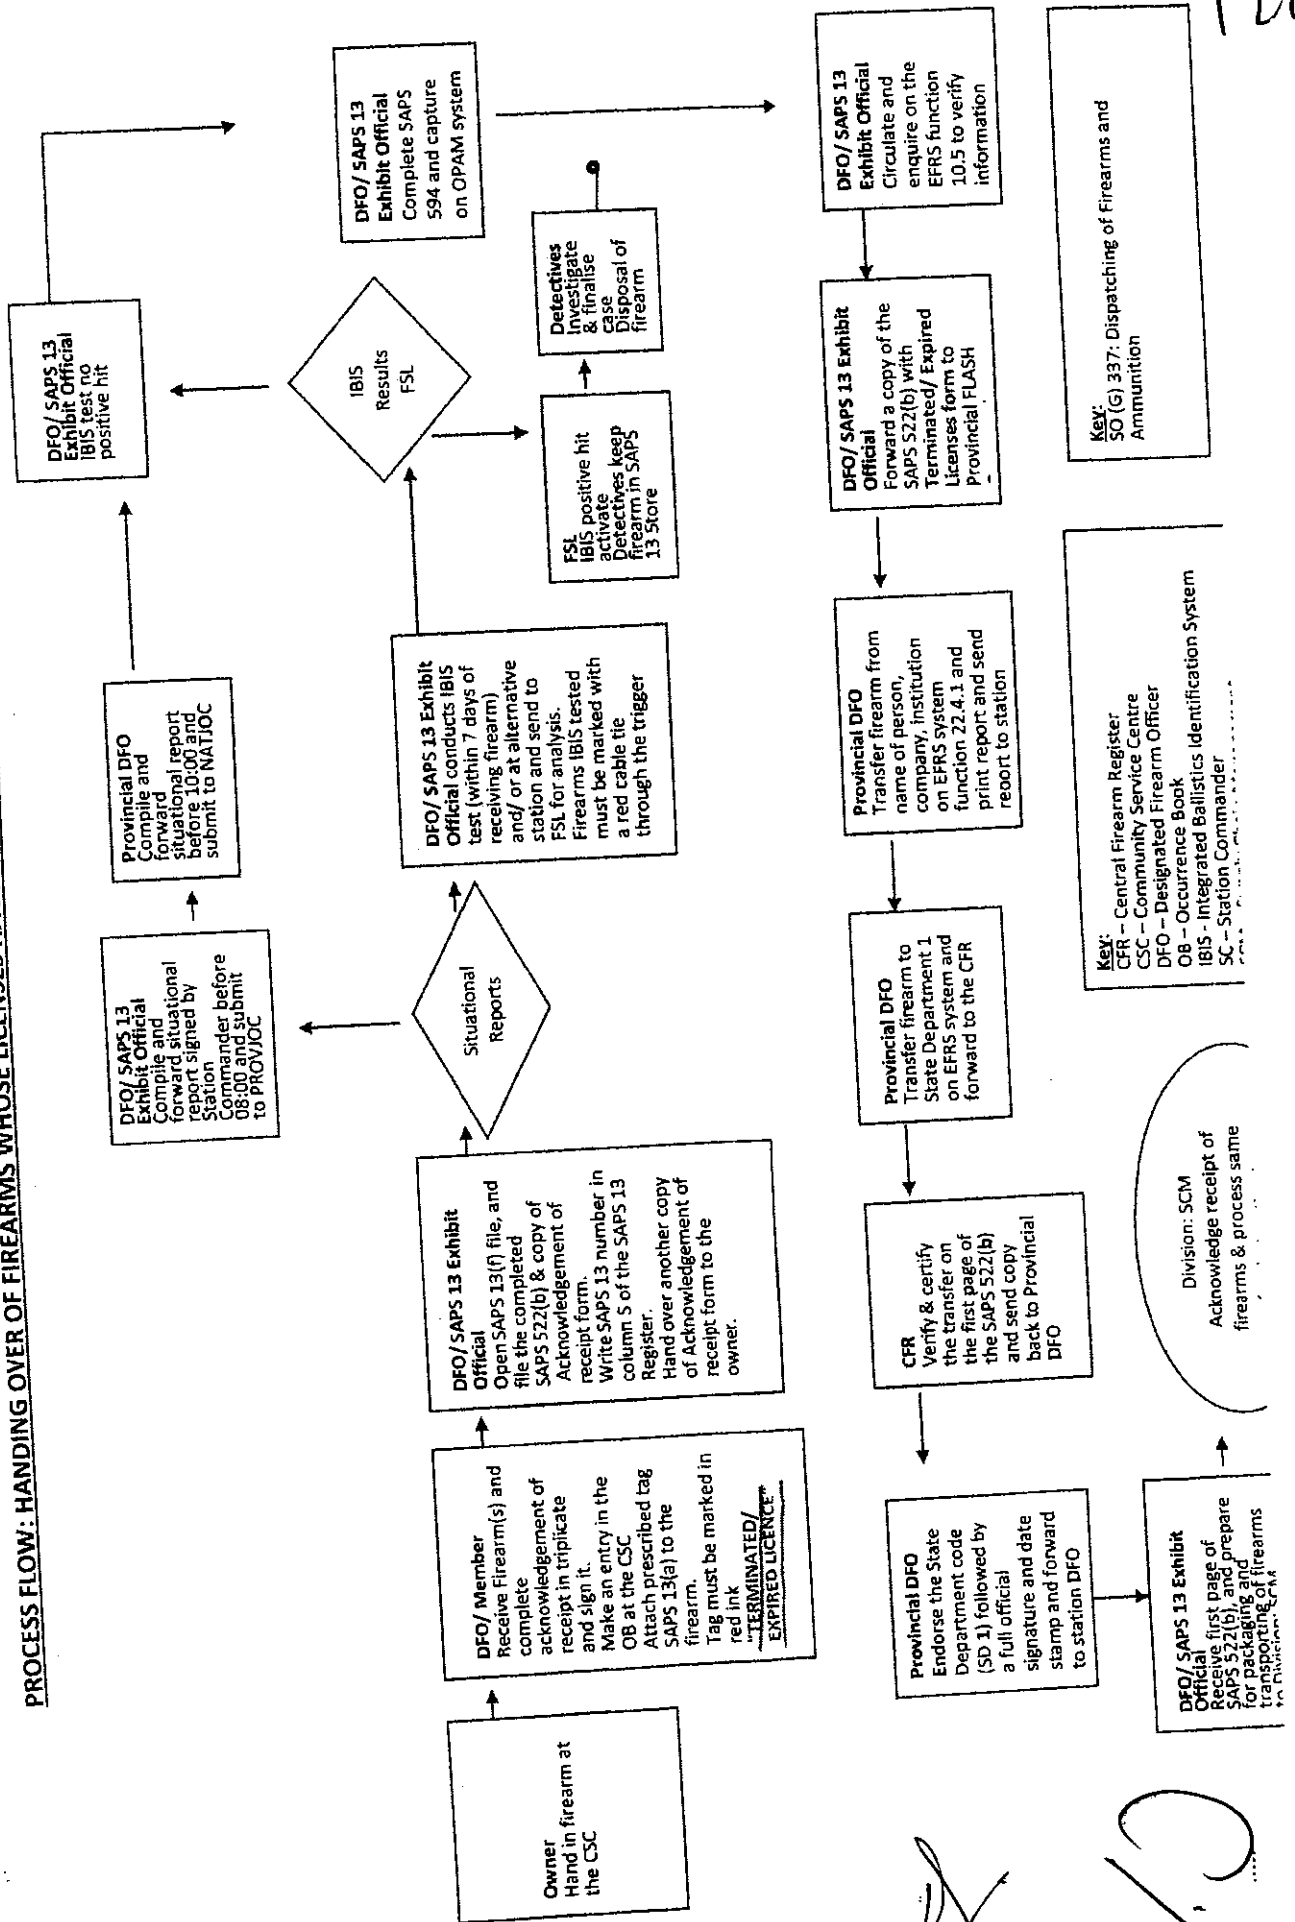 PROCESS FLOW: HANDING OVER OF FIREARMS WHOSE
Owner
Hand in firearm at
the CSC
DFO/ Member
Receive Firearm(s) and
complete
acknowledgement of
receipt in triplicate
and sign it.
Make an entry in the
OB at the CSC
Attach prescribed tag
SAPS 13(a) to the
firearm.
Tag must be marked in
red ink
"TERMINATED/
EXPIRED LICENCE"
DFO/ SAPS 13 Exhibit
Official
Open SAPS 13(f) file, and
file the completed
SAPS 522(b) & copy of
Acknowledgement of
receipt form.
Write SAPS 13 number in
column 5 of the SAPS 13
Register.
Hand over another copy
of Acknowledgement of
receipt form to the
owner.
Situational
Reports
DFO/ SAPS 13
Exhibit Official
Compile and
forward situational
report signed by
Station
Commander before
08:00 and submit
to PROVJOC
Provincial DFO
Compile and
forward
situational report
before 10:00 and
submit to NATJOC
DFO/ SAPS 13 Exhibit
Official conducts IBIS
test (within 7 days of
receiving firearm)
and/ or at alternative
station and send to
FSL for analysis.
Firearms IBIS tested
must be marked with
a red cable tie
through the trigger
IBIS
Results
FSL
DFO/ SAPS 13
Exhibit Official
IBIS test no
positive hit
FSL
IBIS positive hit
activate
Detectives keep
firearm in SAPS
13 Store
Detectives
Investigate
& finalise
case
Disposal of
firearm
DFO/ SAPS 13
Exhibit Official
Complete SAPS
594 and capture
on OPAM system
DFO/ SAPS 13
Exhibit Official
Circulate and
enquire on the
EFRS function
10.5 to verify
information
DFO/ SAPS 13 Exhibit
Official
Forward a copy of the
SAPS 522(b) with
Terminated/ Expired
Licenses form to
Provincial FLASH
Provincial DFO
Transfer firearm from
name of person,
company, institution
on EFRS system
function 22.4.1 and
print report and send
report to station
Provincial DFO
Transfer firearm to
State Department 1
on EFRS system and
forward to the CFR
CFR
Verify & certify
the transfer on
the first page of
the SAPS 522(b)
and send copy
back to Provincial
DFO
Provincial DFO
Endorse the State
Department code
(SD 1) followed by
a full official
signature and date
stamp and forward
to station DFO
DFO/ SAPS 13 Exhibit
Official
Receive first page of
SAPS 522(b), and prepare
for packaging and
transporting of firearms
to Division: SCM
Division: SCM
Acknowledge receipt of
firearms & process same
Key:
CFR – Central Firearm Register
CSC – Community Service Centre
DFO – Designated Firearm Officer
OB – Occurrence Book
IBIS - Integrated Ballistics Identification System
SC – Station Commander
Key:
SO (G) 337: Dispatching of Firearms and
Ammunition